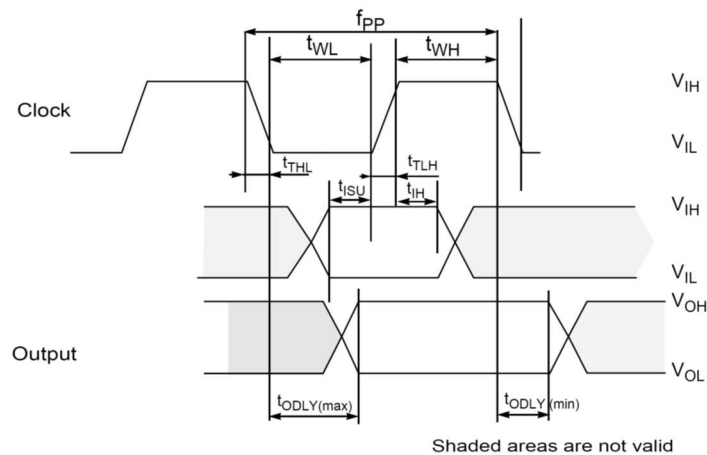 fPP
tWL tWH
Clock
VIH
VIL
tTHL tTLH
tISU tIH
VIH
VIL
VOH
Output
VOL
tODLY(max) tODLY(min)
Shaded areas are not valid